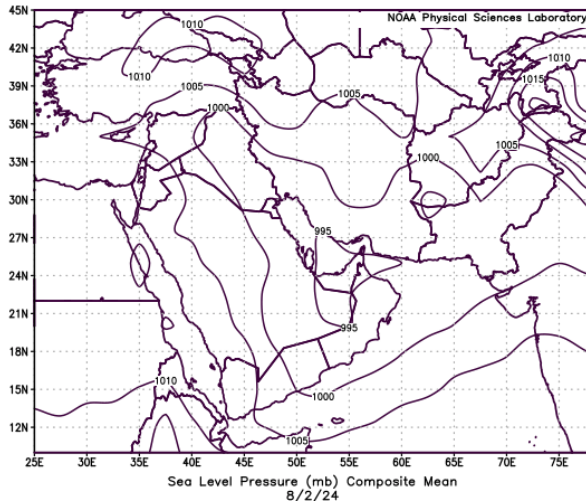 NOAA Physical Sciences Laboratory
45N
42N
39N
36N
33N
30N
27N
24N
21N
18N
15N
12N
1010
1010
1010
1015
1005
1005
1000
1005
1000
995
995
1010
1000
1005
25E 30E 35E 40E 45E 50E 55E 60E 65E 70E 75E
Sea Level Pressure (mb) Composite Mean
8/2/24